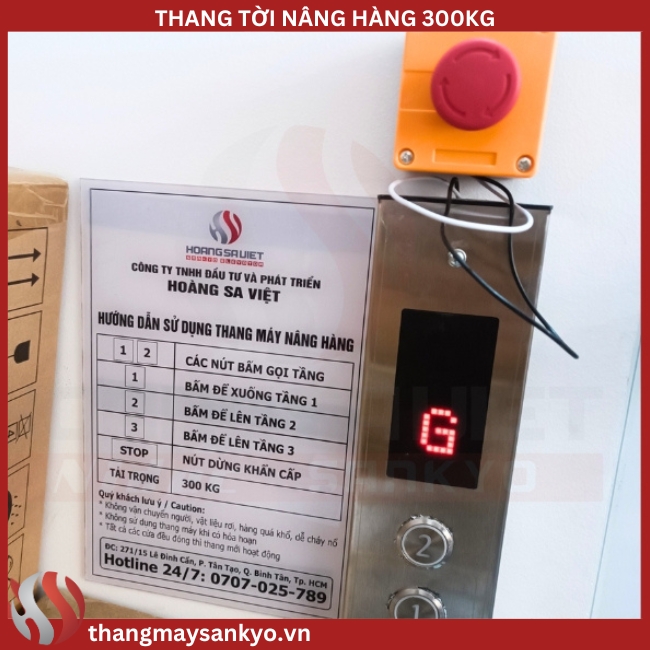 THANG TỜI NÂNG HÀNG 300KG
HOÀNG SA VIỆT
CÔNG TY TNHH ĐẦU TƯ VÀ PHÁT TRIỂN
HOÀNG SA VIỆT
HƯỚNG DẪN SỬ DỤNG THANG MÁY NÂNG HÀNG
1 2 CÁC NÚT BẤM GỌI TẦNG
1 BẤM ĐỂ XUỐNG TẦNG 1
2 BẤM ĐỂ LÊN TẦNG 2
3 BẤM ĐỂ LÊN TẦNG 3
STOP NÚT DỪNG KHẨN CẤP
TẢI TRỌNG 300 KG
Quý khách lưu ý / Caution:
* Không vận chuyển người, vật liệu rơi, hàng quá khổ, dễ cháy nổ
* Không sử dụng thang máy khi có hỏa hoạn
* Tất cả các cửa đều đóng thì thang mới hoạt động
ĐC: 271/15 Lê Đình Cẩn, P. Tân Tạo, Q. Bình Tân, Tp. HCM
Hotline 24/7: 0707-025-789
G
2
1
thangmaysankyo.vn